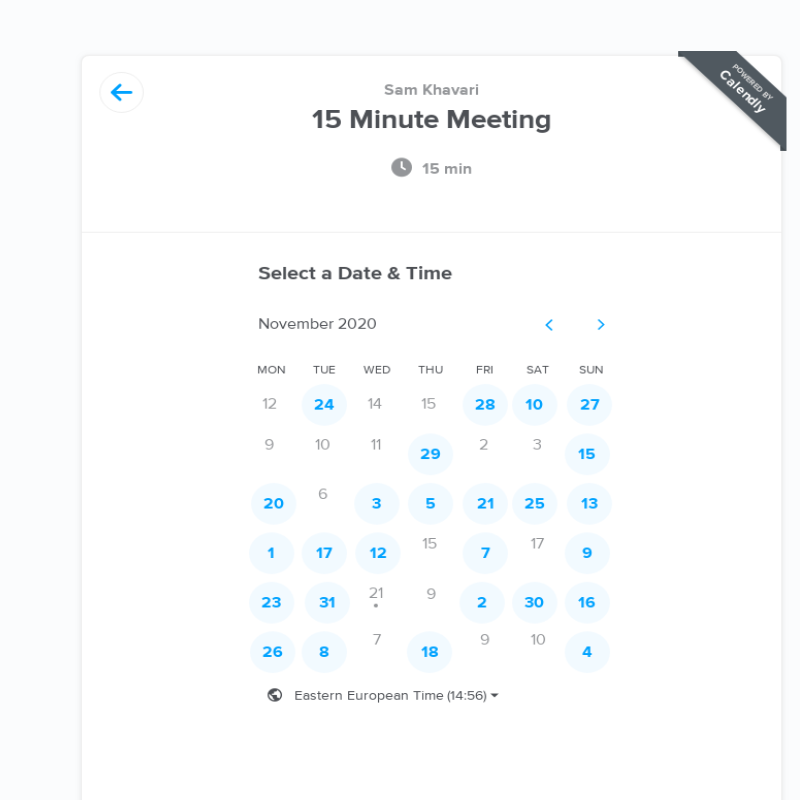 POWERED BY
Calendly
Sam Khavari
15 Minute Meeting
15 min
Select a Date & Time
November 2020
MON TUE WED THU FRI SAT SUN
12 24 14 15 28 10 27
9 10 11 29 2 3 15
20 6 3 5 21 25 13
1 17 12 15 7 17 9
23 31 21 9 2 30 16
26 8 7 18 9 10 4
Eastern European Time (14:56)